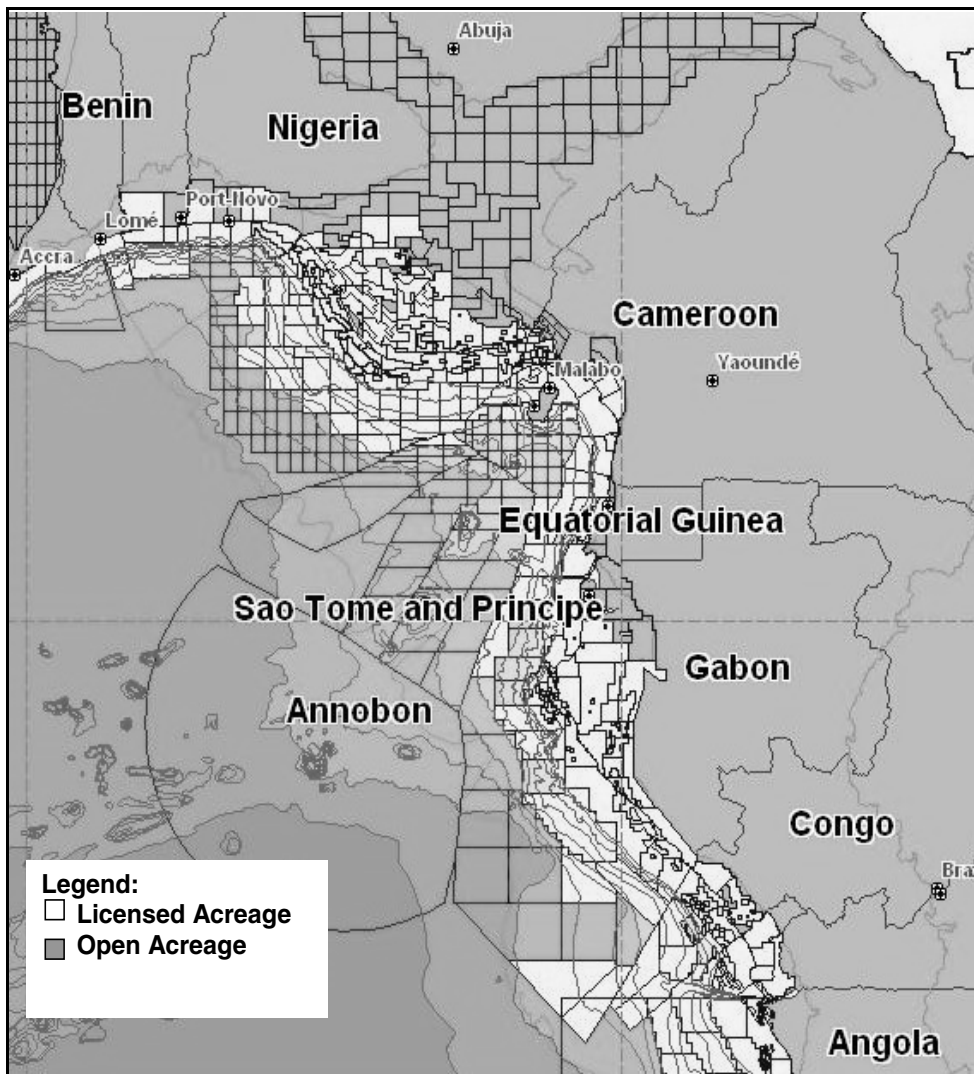 Abuja
Benin
Nigeria
Port-Novo
Lomé
Accra
Cameroon
Malabo
Yaoundé
Equatorial Guinea
Sao Tome and Principe
Gabon
Annobon
Congo
Legend:
Licensed Acreage
Open Acreage
Braz
Angola